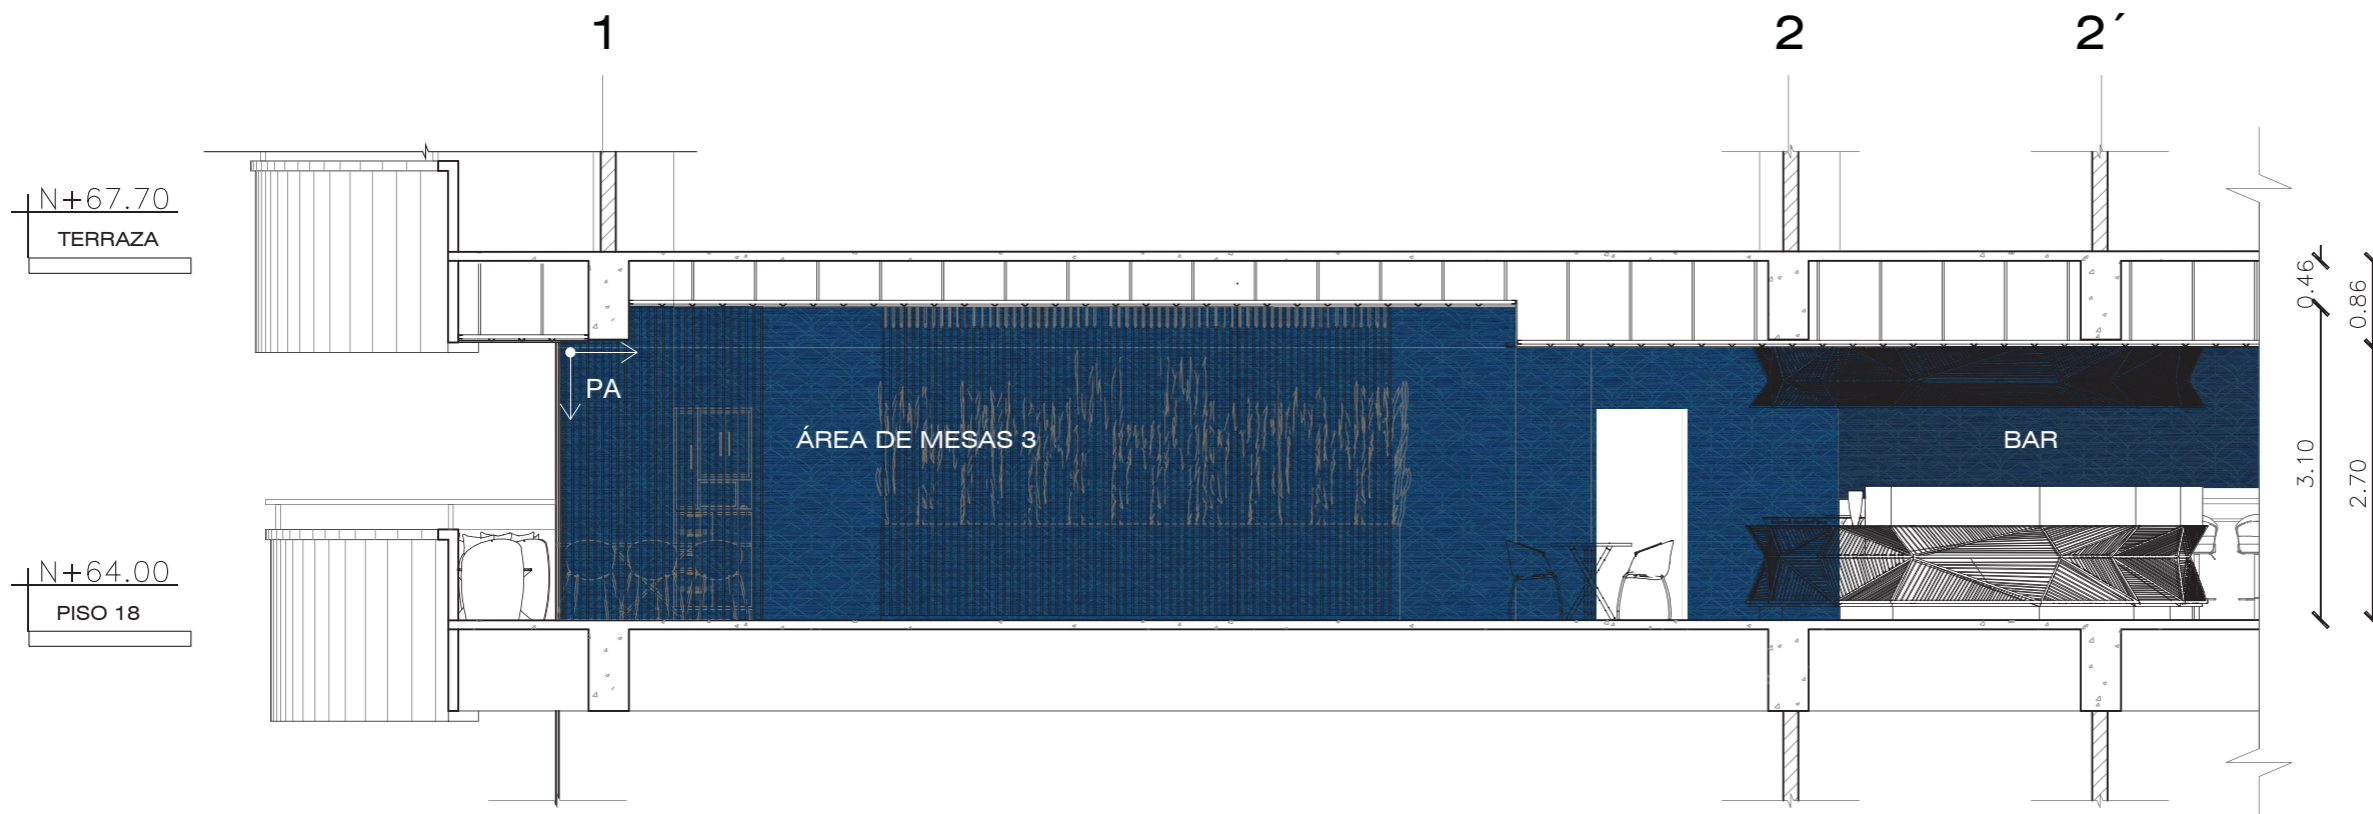 1
2
2´
N+67.70
TERRAZA
0.46
0.86
PA
ÁREA DE MESAS 3
BAR
3.10
2.70
N+64.00
PISO 18